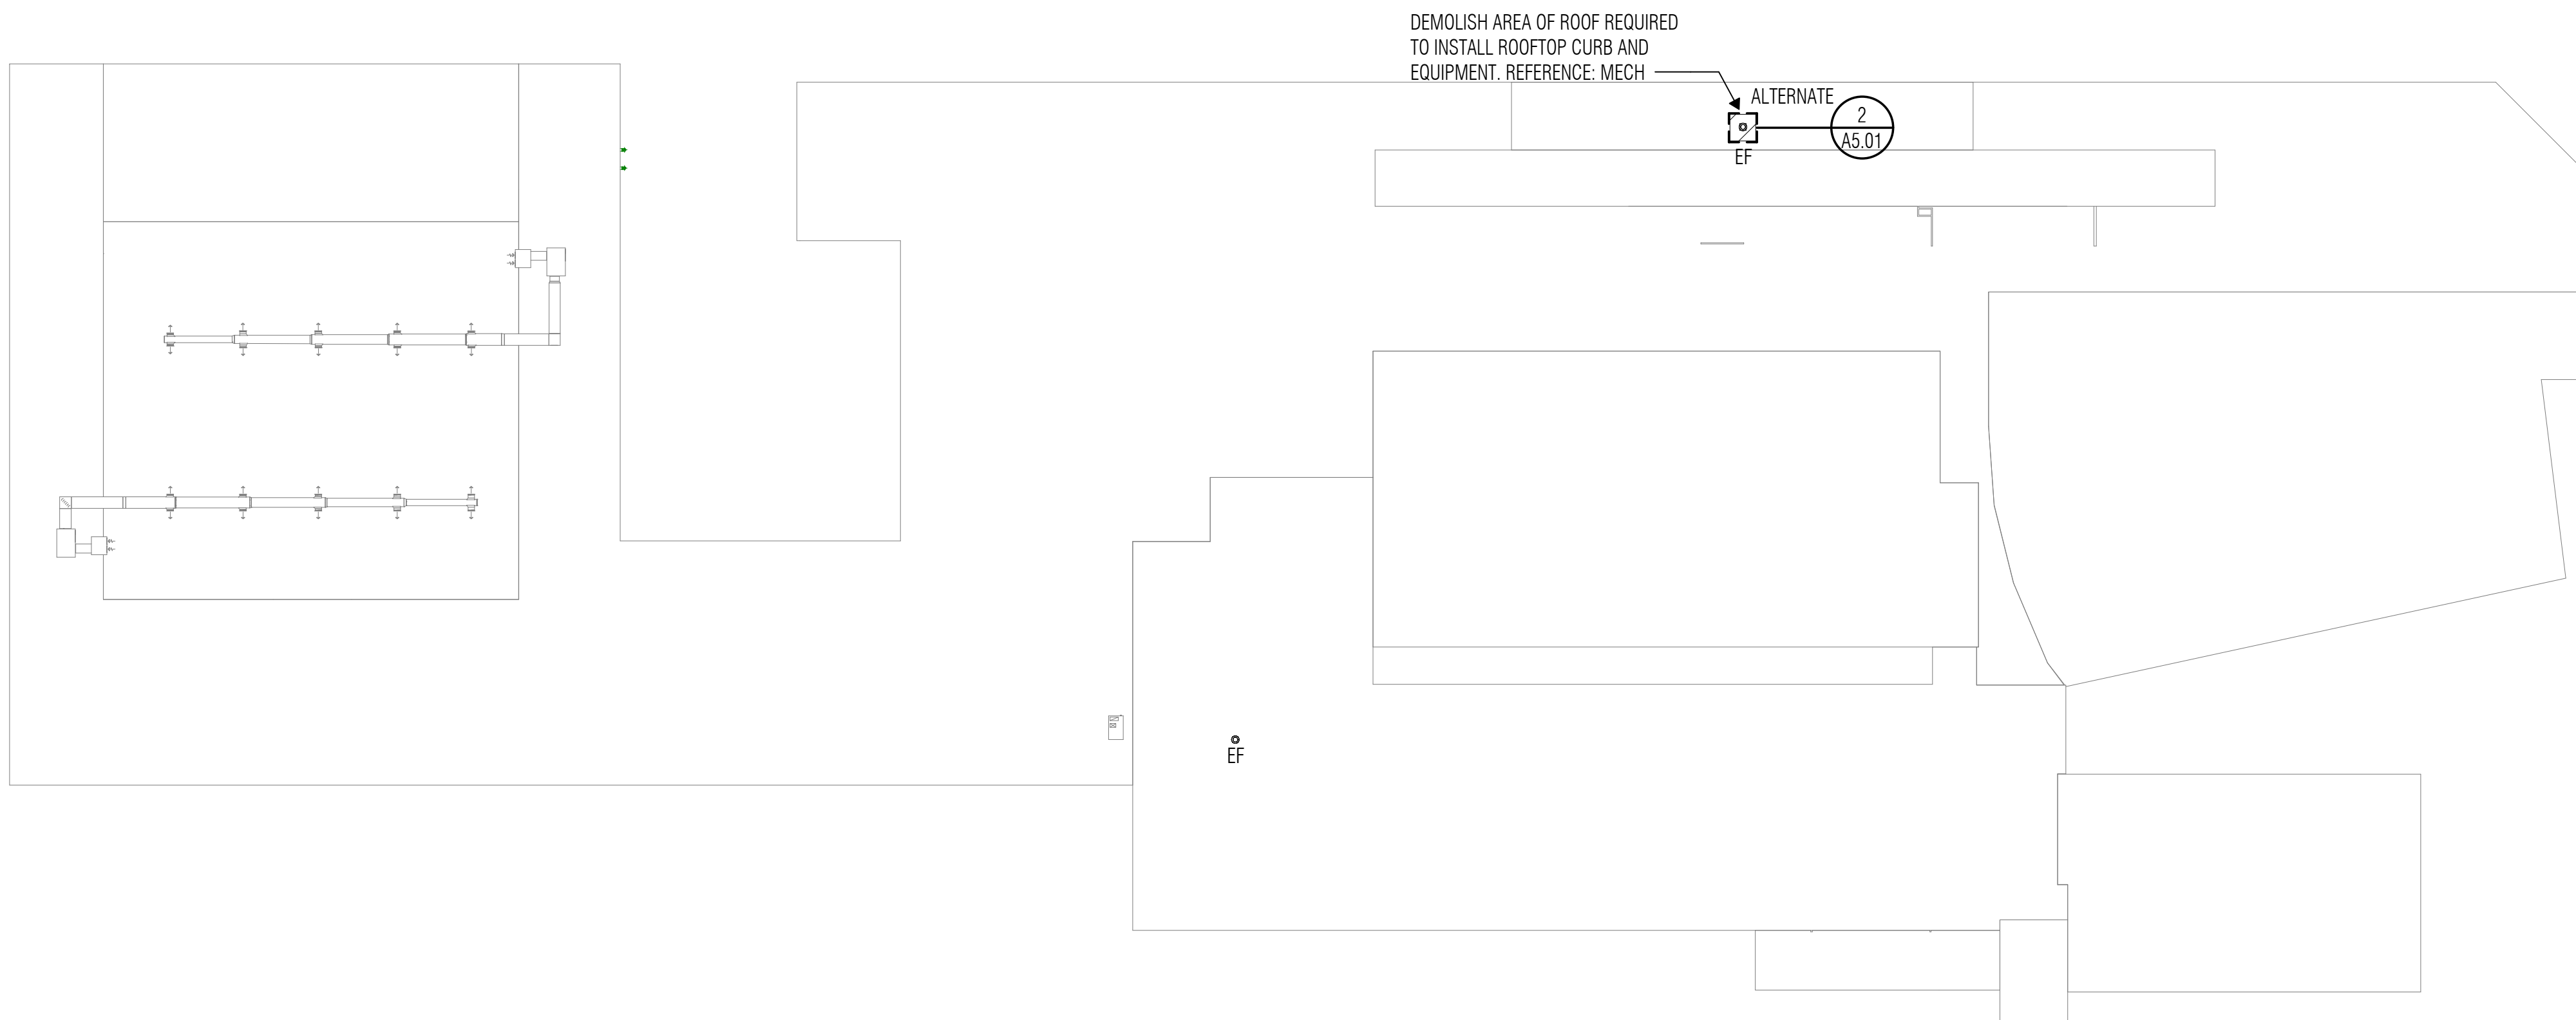 DEMOLISH AREA OF ROOF REQUIRED
TO INSTALL ROOFTOP CURB AND
EQUIPMENT. REFERENCE: MECH
ALTERNATE
2
A5.01
EF
EF